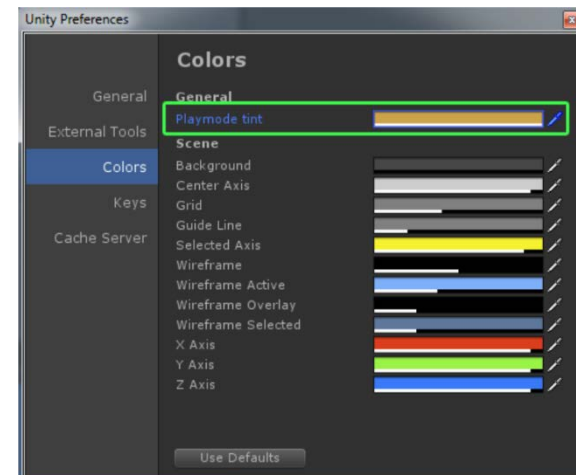 Unity Preferences
Colors
General
External Tools
Colors
Keys
Cache Server
General
Playmode tint
Scene
Background
Center Axis
Grid
Guide Line
Selected Axis
Wireframe
Wireframe Active
Wireframe Overlay
Wireframe Selected
X Axis
Y Axis
Z Axis
Use Defaults